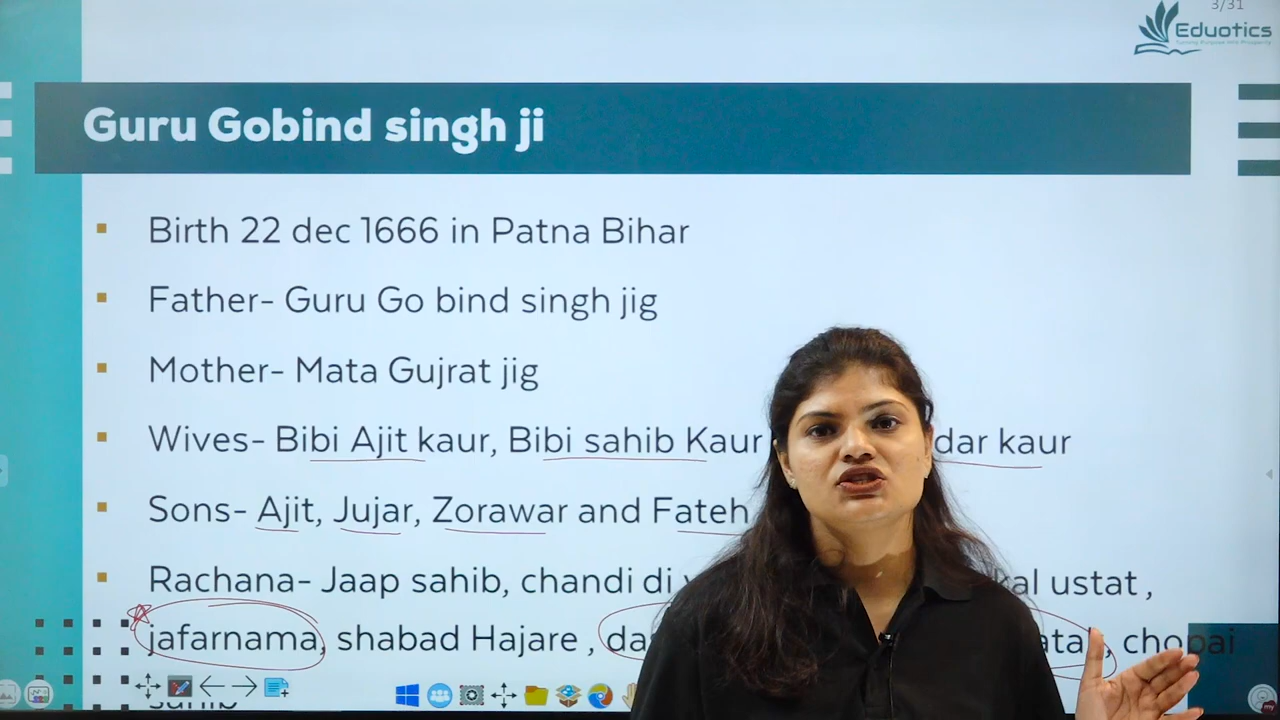 3/31
Eduotics
Guru Gobind singh ji
Birth 22 dec 1666 in Patna Bihar
Father- Guru Go bind singh jig
Mother- Mata Gujrat jig
Wives- Bibi Ajit kaur, Bibi sahib Kaur dar kaur
Sons- Ajit, Jujar, Zorawar and Fateh
Rachana- Jaap sahib, chandi di kal ustat ,
jafarnama, shabad Hajare , chopai